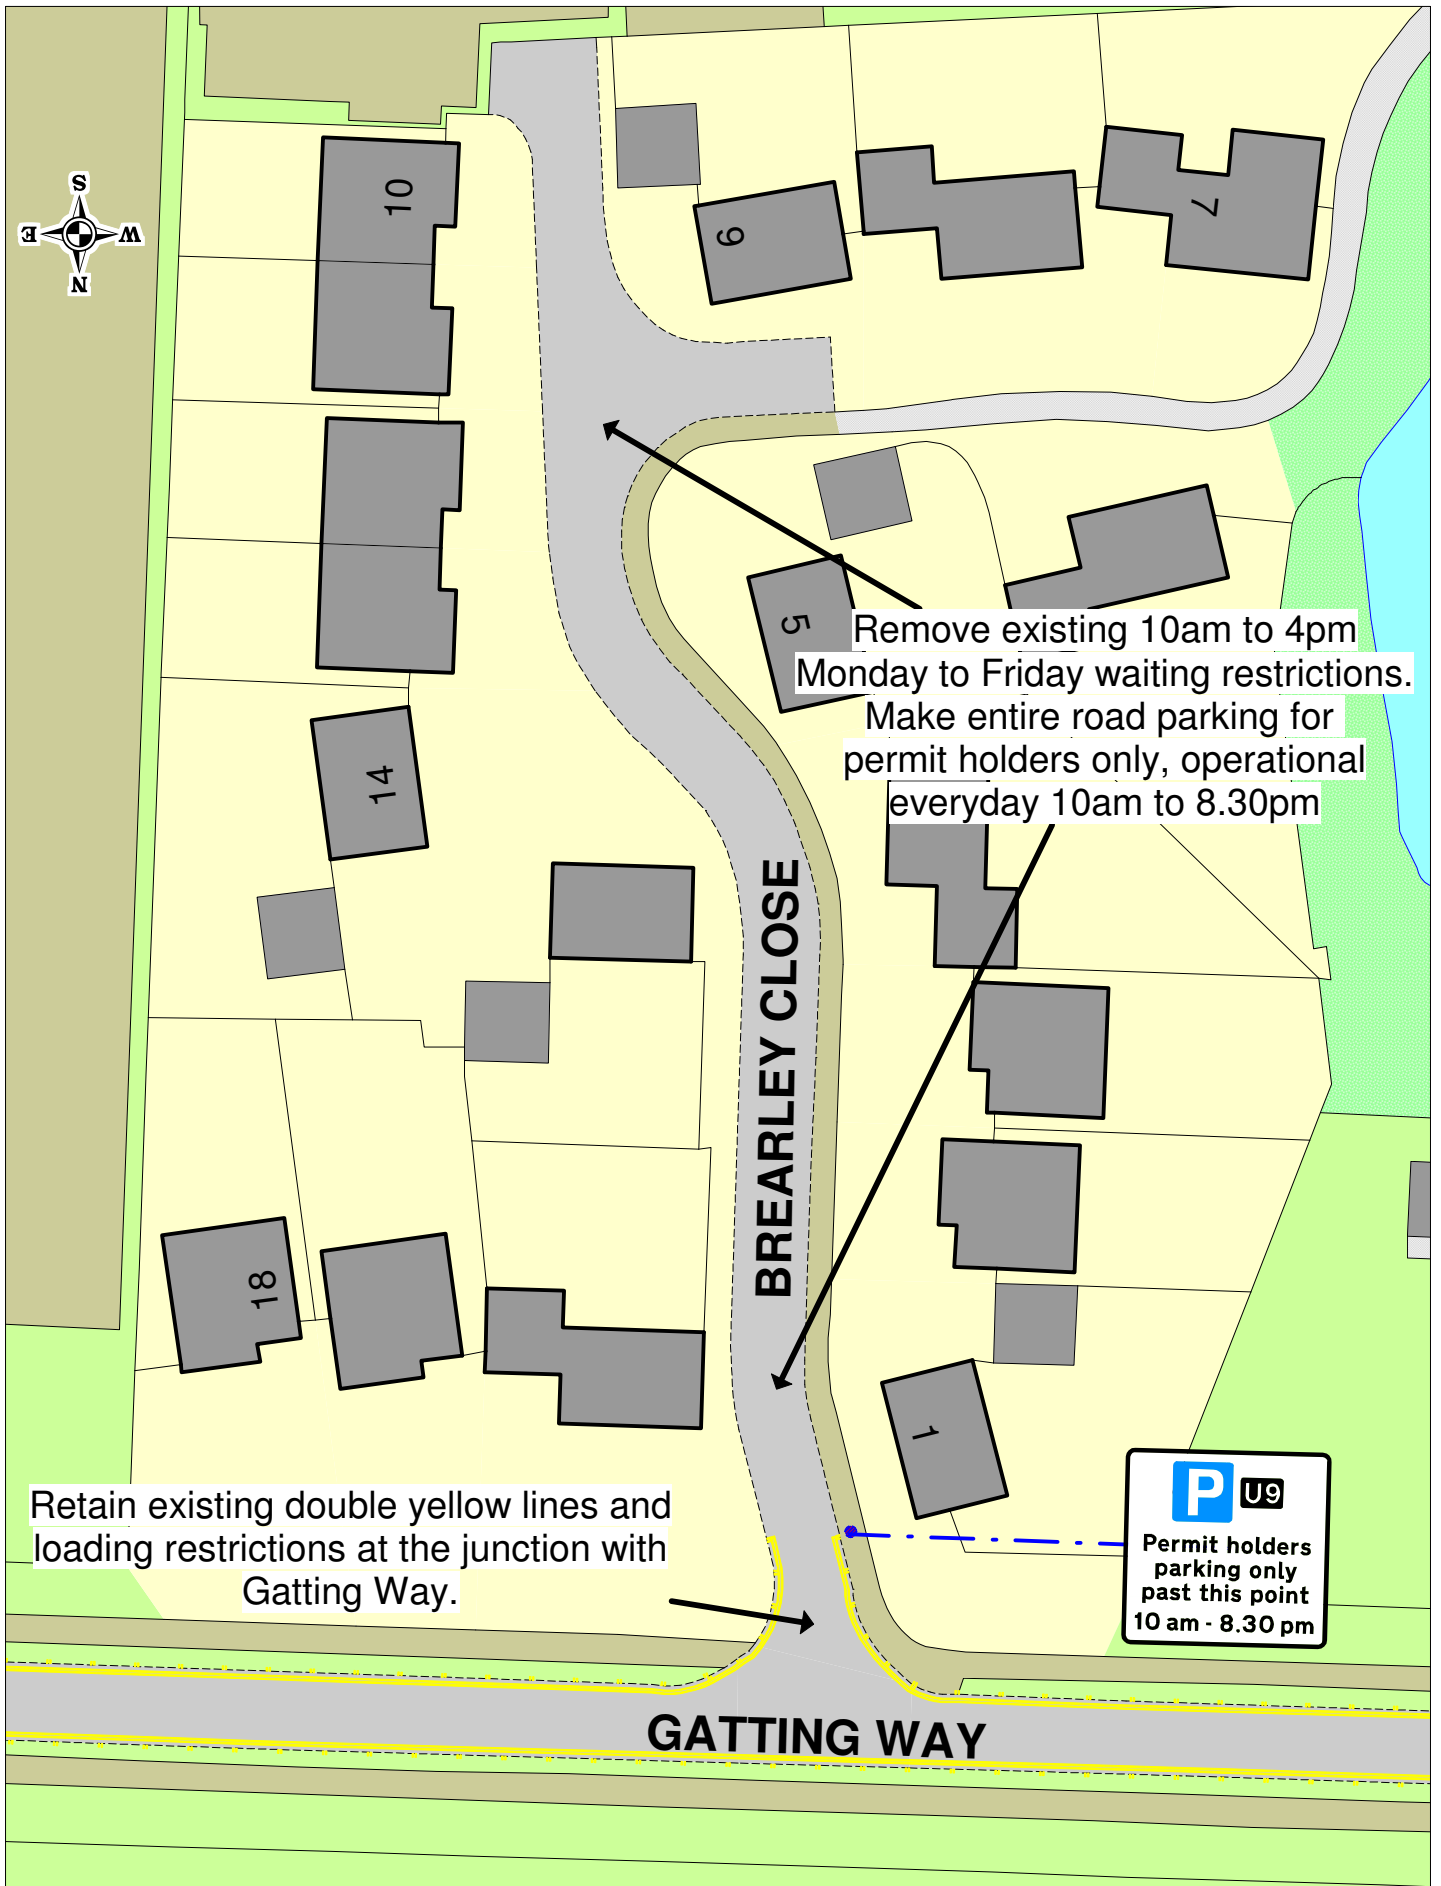 S
E W
N
10
6
7
5
Remove existing 10am to 4pm
Monday to Friday waiting restrictions.
Make entire road parking for
permit holders only, operational
everyday 10am to 8.30pm
14
BREARLEY CLOSE
18
1
Retain existing double yellow lines and
loading restrictions at the junction with
Gatting Way.
P U9
Permit holders
parking only
past this point
10 am - 8.30 pm
GATTING WAY